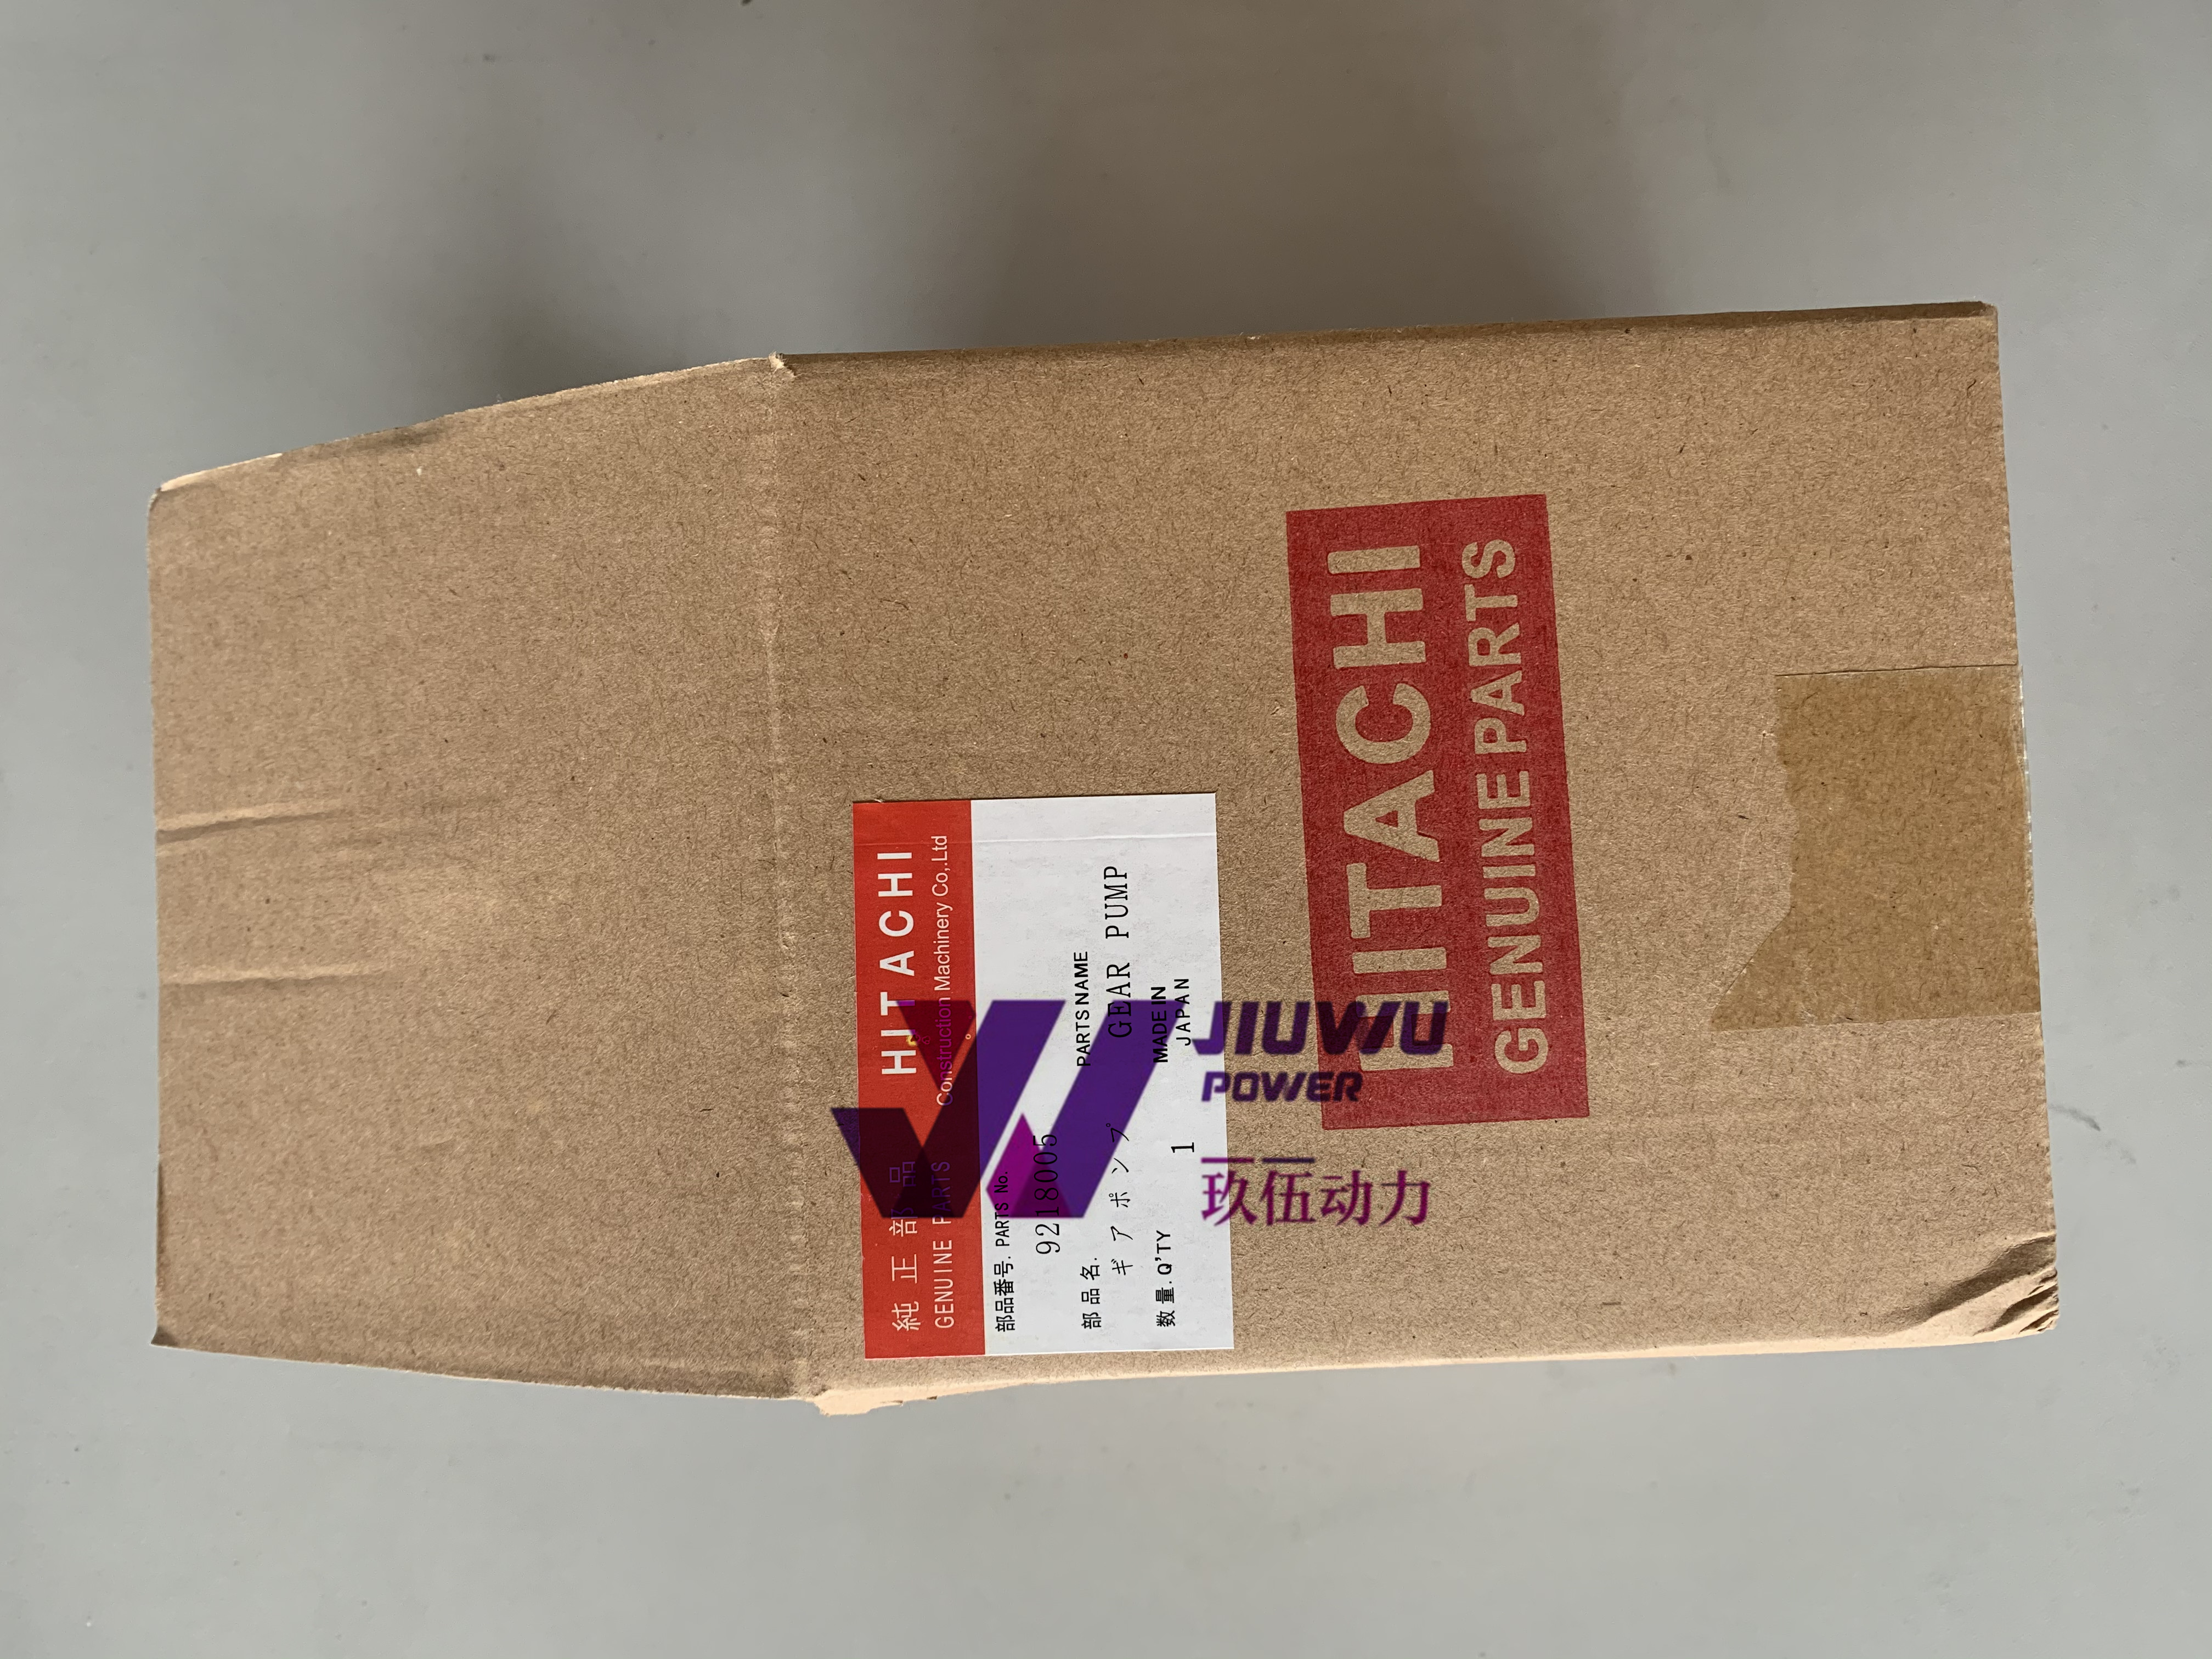 純正部品 HITACHI
GENUINE PARTS Construction Machinery Co,.Ltd
部品番号. PARTS No.
9218005
部品名. PARTSNAME
ギアポンプ GEAR PUMP
数量. Q'TY MADE IN
1 JAPAN
HITACHI
GENUINE PARTS
JIUWU
POWER
玖伍动力